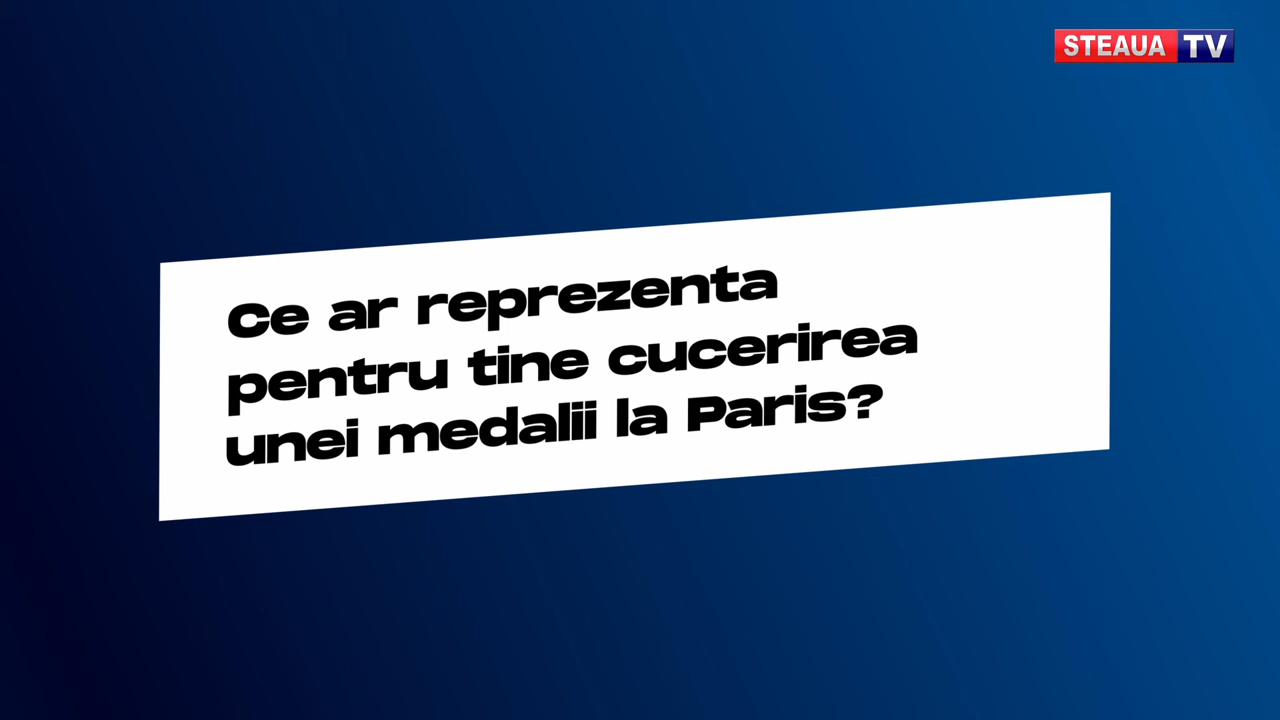 STEAUA TV
Ce ar reprezenta
pentru tine cucerirea
unei medalii la Paris?